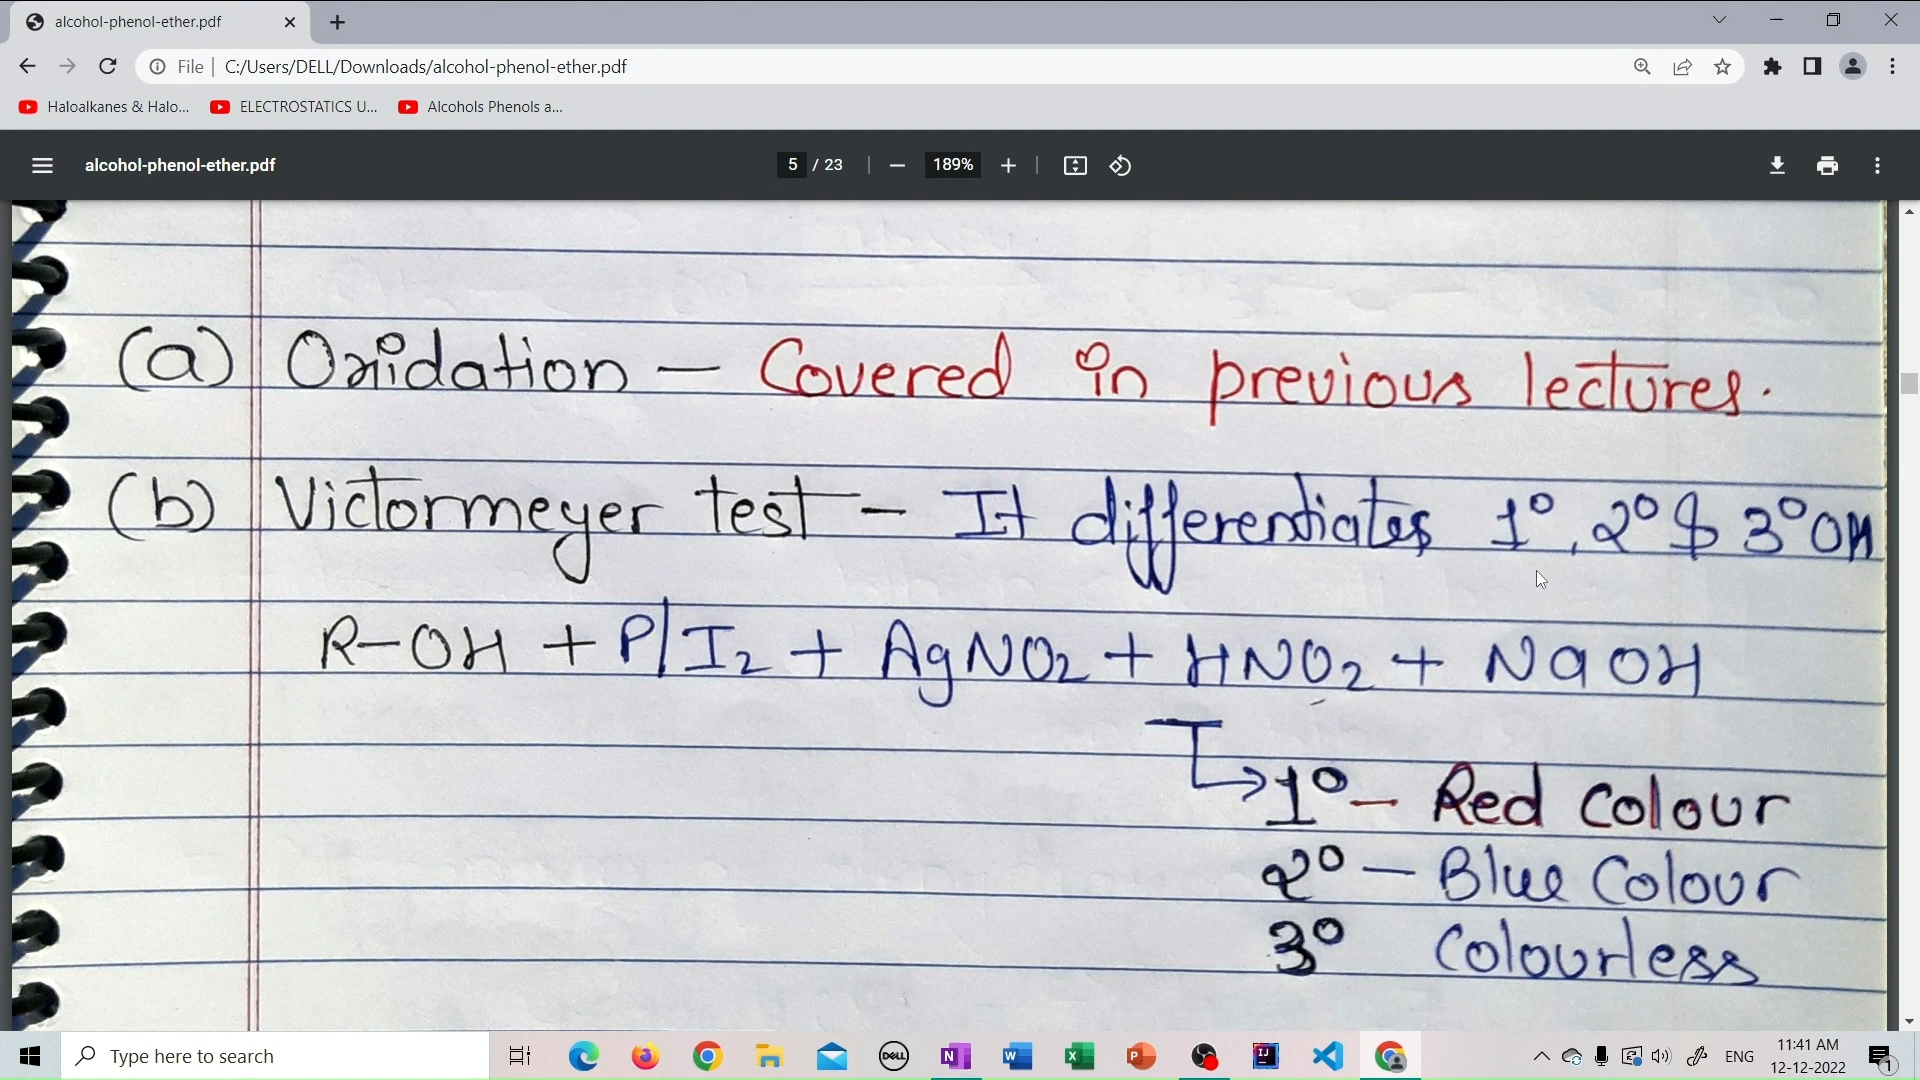 alcohol-phenol-ether.pdf
File | C:/Users/DELL/Downloads/alcohol-phenol-ether.pdf
Haloalkanes & Halo... ELECTROSTATICS U... Alcohols Phenols a...
alcohol-phenol-ether.pdf 5 / 23 189%
(a) Oxidation — Covered in previous lectures.
(b) Victormeyer test - It differentiates 1°, 2° & 3° OH
R-OH + P/I₂ + AgNO₂ + HNO₂ + NaOH
1° - Red Colour
2° - Blue Colour
3° Colourless
Type here to search ENG 11:41 AM
12-12-2022 1